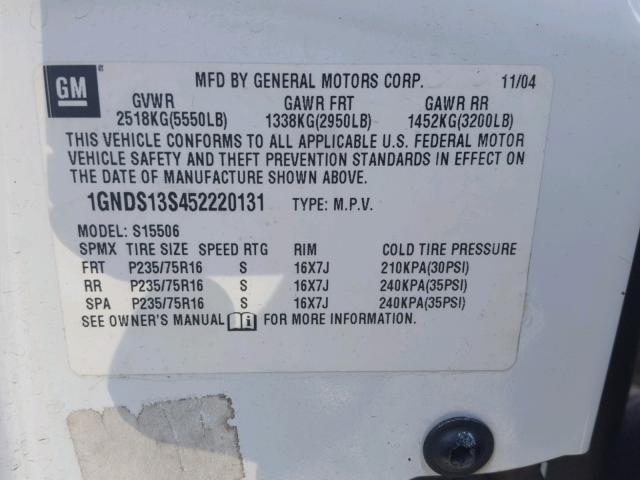 GM
MFD BY GENERAL MOTORS CORP. 11/04
GVWR GAWR FRT GAWR RR
2518KG(5550LB) 1338KG(2950LB) 1452KG(3200LB)
THIS VEHICLE CONFORMS TO ALL APPLICABLE U.S. FEDERAL MOTOR
VEHICLE SAFETY AND THEFT PREVENTION STANDARDS IN EFFECT ON
THE DATE OF MANUFACTURE SHOWN ABOVE.
1GNDS13S452220131 TYPE: M.P.V.
MODEL: S15506
SPMX TIRE SIZE SPEED RTG RIM COLD TIRE PRESSURE
FRT P235/75R16 S 16X7J 210KPA(30PSI)
RR P235/75R16 S 16X7J 240KPA(35PSI)
SPA P235/75R16 S 16X7J 240KPA(35PSI)
SEE OWNER'S MANUAL i FOR MORE INFORMATION.